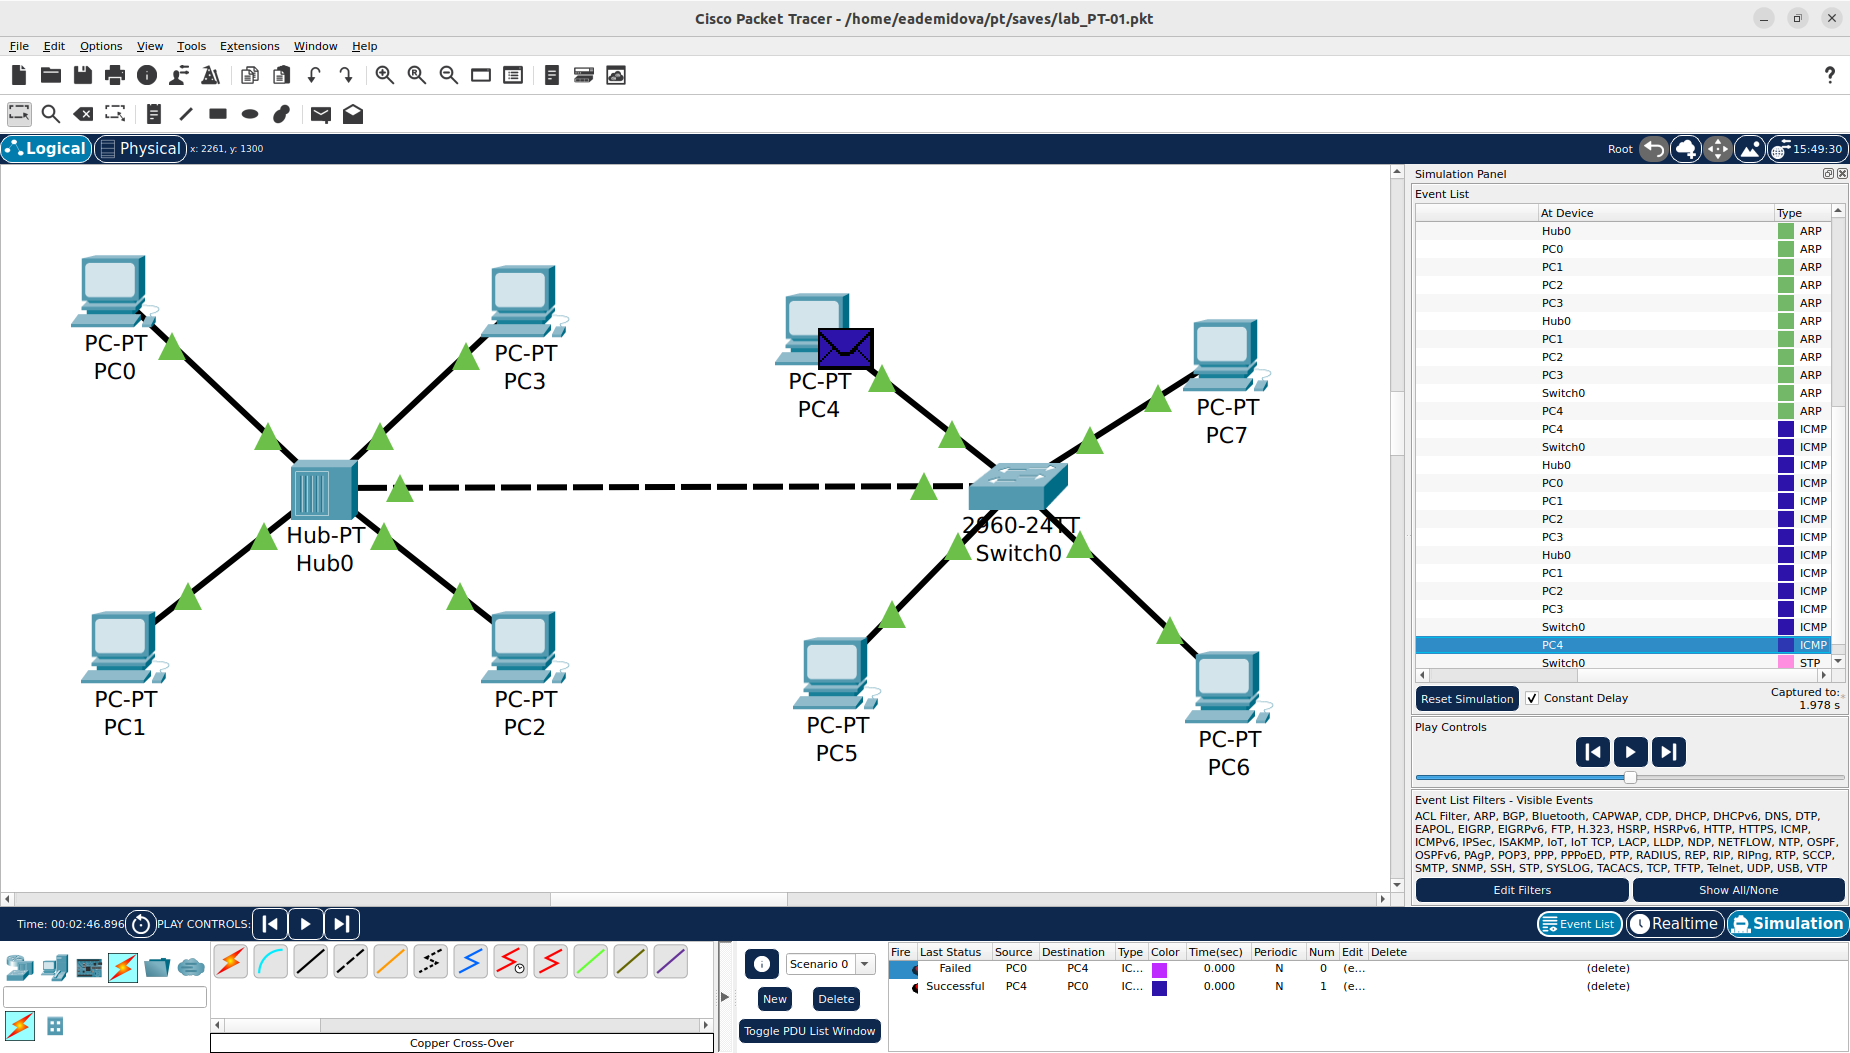 Cisco Packet Tracer - /home/eademidova/pt/saves/lab_PT-01.pkt
File Edit Options View Tools Extensions Window Help
Logical Physical x: 2261, y: 1300 Root 15:49:30
PC-PT
PC0
PC-PT
PC3
PC-PT
PC4
PC-PT
PC7
Hub-PT
Hub0
2960-24TT
Switch0
PC-PT
PC1
PC-PT
PC2
PC-PT
PC5
PC-PT
PC6
Simulation Panel
Event List
At Device Type
Hub0 ARP
PC0 ARP
PC1 ARP
PC2 ARP
PC3 ARP
Hub0 ARP
PC1 ARP
PC2 ARP
PC3 ARP
Switch0 ARP
PC4 ARP
PC4 ICMP
Switch0 ICMP
Hub0 ICMP
PC0 ICMP
PC1 ICMP
PC2 ICMP
PC3 ICMP
Hub0 ICMP
PC1 ICMP
PC2 ICMP
PC3 ICMP
Switch0 ICMP
PC4 ICMP
Switch0 STP
Reset Simulation Constant Delay Captured to:
1.978 s
Play Controls
Event List Filters - Visible Events
ACL Filter, ARP, BGP, Bluetooth, CAPWAP, CDP, DHCP, DHCPv6, DNS, DTP,
EAPOL, EIGRP, EIGRPv6, FTP, H.323, HSRP, HSRPv6, HTTP, HTTPS, ICMP,
ICMPv6, IPSec, ISAKMP, IoT, IoT TCP, LACP, LLDP, NDP, NETFLOW, NTP, OSPF,
OSPFv6, PAgP, POP3, PPP, PPPoED, PTP, RADIUS, REP, RIP, RIPng, RTP, SCCP,
SMTP, SNMP, SSH, STP, SYSLOG, TACACS, TCP, TFTP, Telnet, UDP, USB, VTP
Edit Filters Show All/None
Time: 00:02:46.896 PLAY CONTROLS: Event List Realtime Simulation
Scenario 0
New Delete
Toggle PDU List Window
Copper Cross-Over
Fire Last Status Source Destination Type Color Time(sec) Periodic Num Edit Delete
Failed PC0 PC4 IC... 0.000 N 0 (e... (delete)
Successful PC4 PC0 IC... 0.000 N 1 (e... (delete)